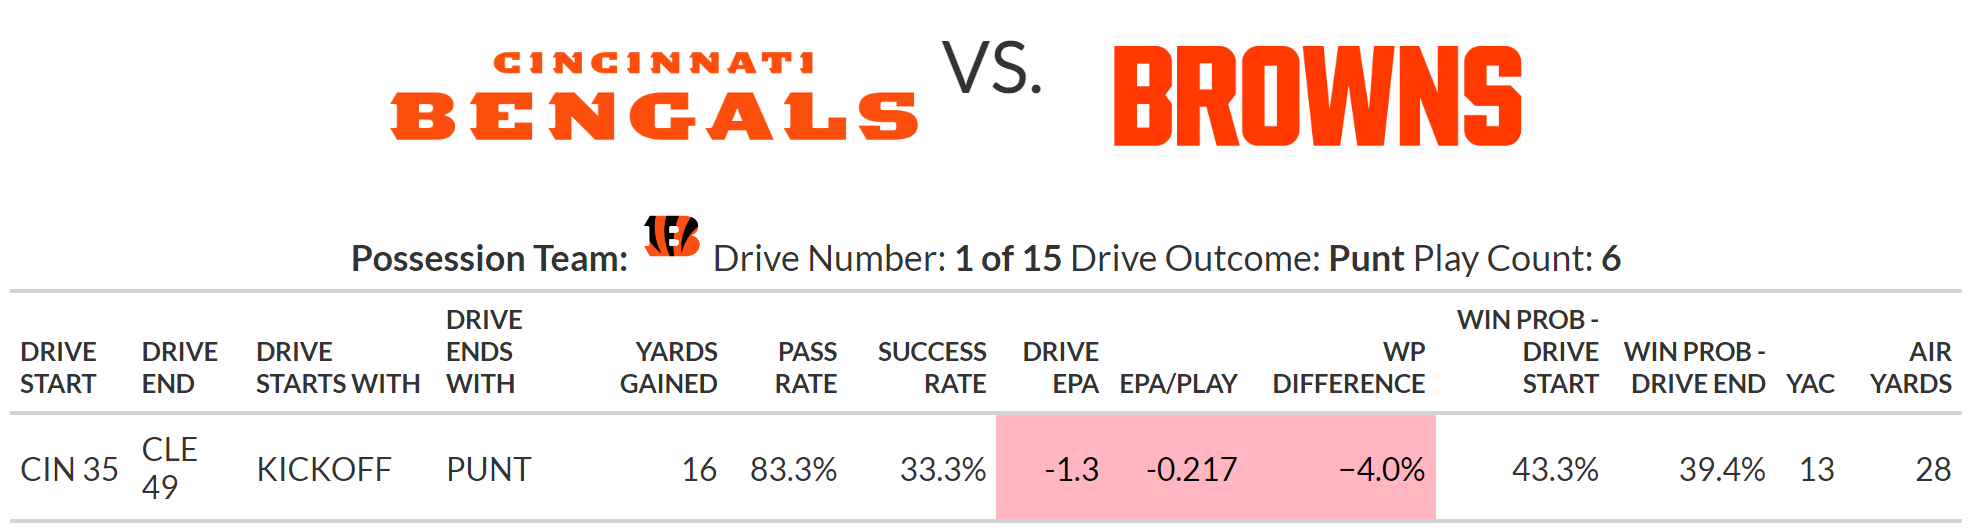 CINCINNATI
BENGALS
VS.
BROWNS
Possession Team: B Drive Number: 1 of 15 Drive Outcome: Punt Play Count: 6
DRIVE START DRIVE END DRIVE STARTS WITH DRIVE ENDS WITH YARDS GAINED PASS RATE SUCCESS RATE DRIVE EPA EPA/PLAY WP DIFFERENCE WIN PROB - DRIVE START WIN PROB - DRIVE END YAC AIR YARDS
CIN 35 CLE 49 KICKOFF PUNT 16 83.3% 33.3% -1.3 -0.217 −4.0% 43.3% 39.4% 13 28